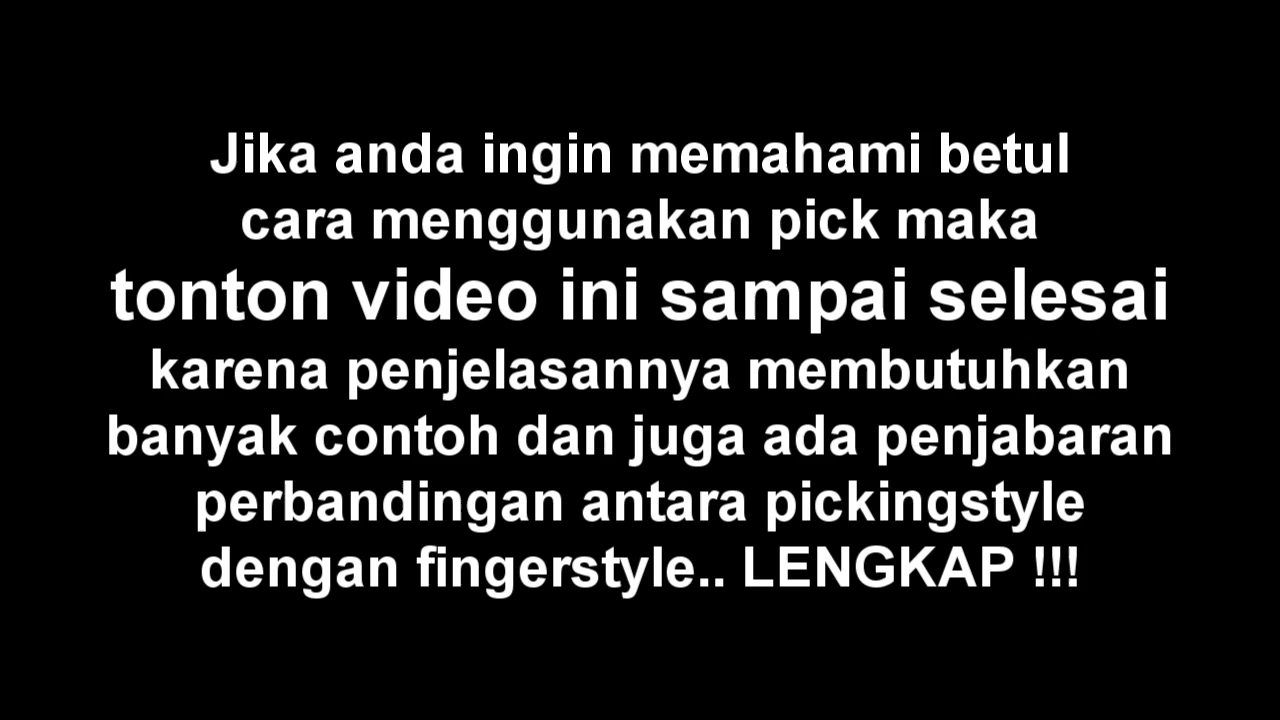 Jika anda ingin memahami betul
cara menggunakan pick maka
tonton video ini sampai selesai
karena penjelasannya membutuhkan
banyak contoh dan juga ada penjabaran
perbandingan antara pickingstyle
dengan fingerstyle.. LENGKAP !!!